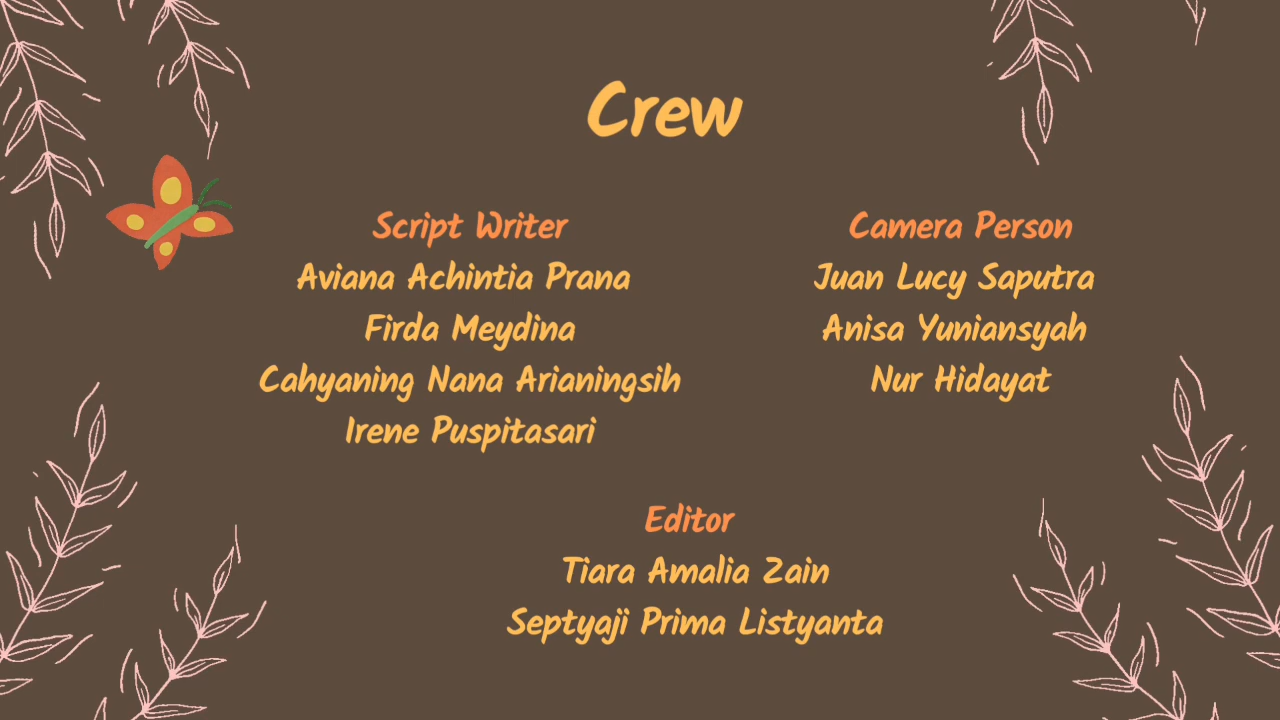 Crew
Script Writer
Aviana Achintia Prana
Firda Meydina
Cahyaning Nana Arianingsih
Irene Puspitasari
Camera Person
Juan Lucy Saputra
Anisa Yuniansyah
Nur Hidayat
Editor
Tiara Amalia Zain
Septyaji Prima Listyanta